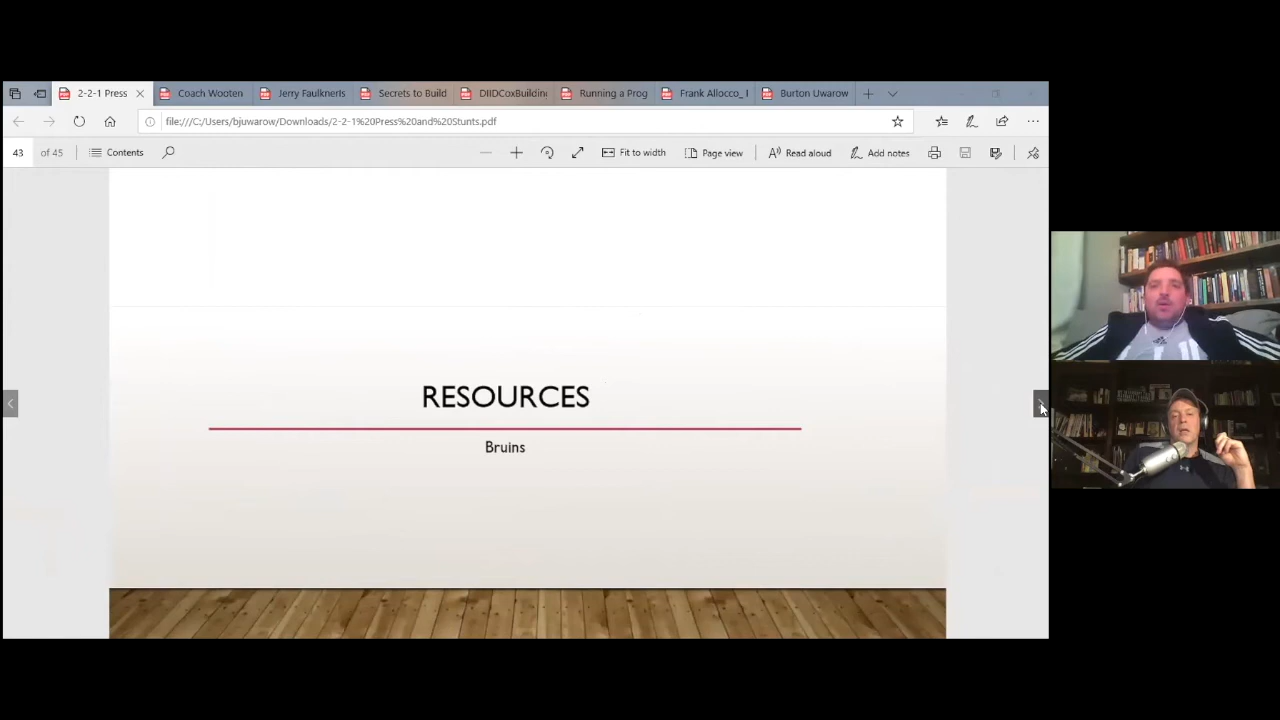 2-2-1 Press
Coach Wooten
Jerry Faulkneris
Secrets to Build
DIIDCoxBuilding
Running a Prog
Frank Allocco_ I
Burton Uwarow
file:///C:/Users/bjuwarow/Downloads/2-2-1%20Press%20and%20Stunts.pdf
43 of 45 Contents Fit to width Page view Read aloud Add notes
RESOURCES
Bruins